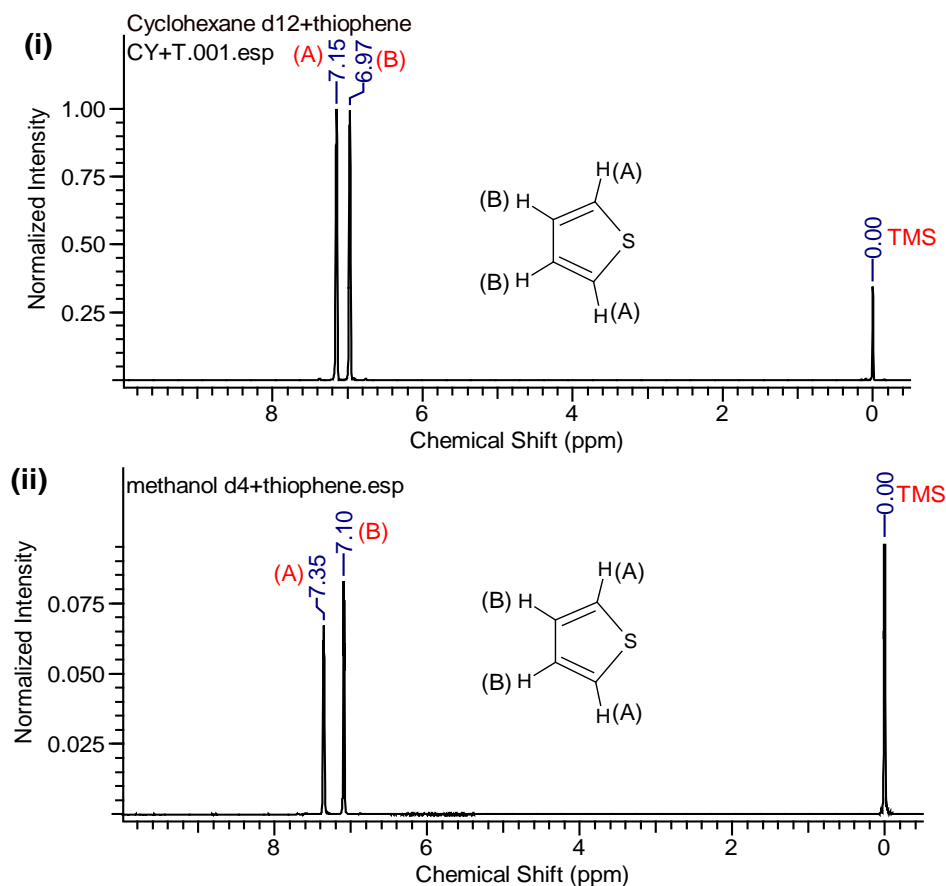 (i)
Cyclohexane d12+thiophene
CY+T.001.esp
(A) 7.15 6.97 (B)
1.00
0.75
0.50
0.25
Normalized Intensity
H(A)
(B) H
S
(B) H
H(A)
0.00 TMS
8 6 4 2 0
Chemical Shift (ppm)
(ii)
methanol d4+thiophene.esp
(A) 7.35 7.10 (B)
0.075
0.050
0.025
Normalized Intensity
H(A)
(B) H
S
(B) H
H(A)
0.00 TMS
8 6 4 2 0
Chemical Shift (ppm)